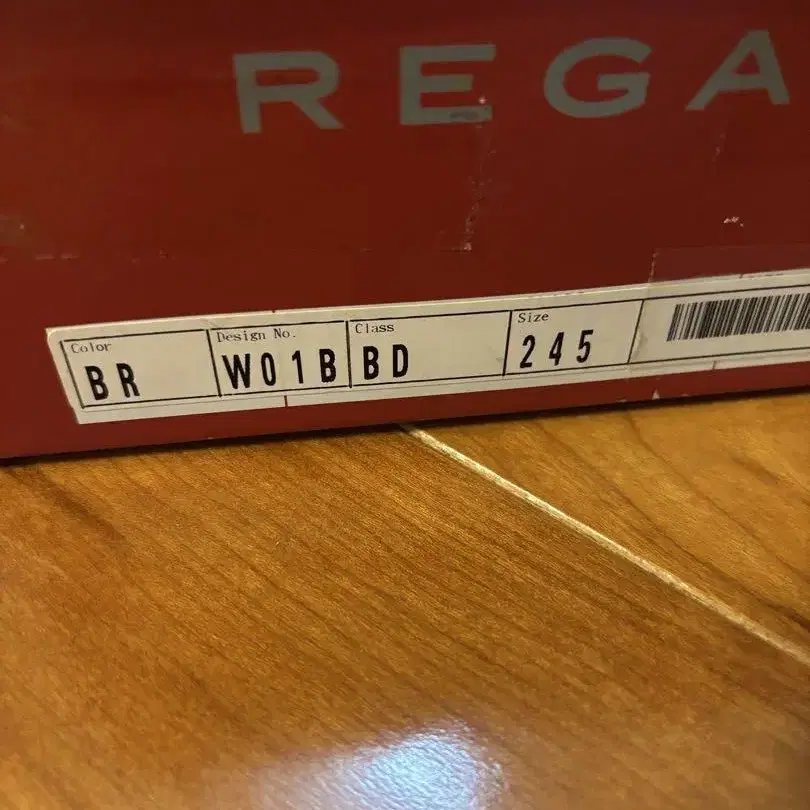 REGA
Color Design No. Class Size
BR W01B BD 245